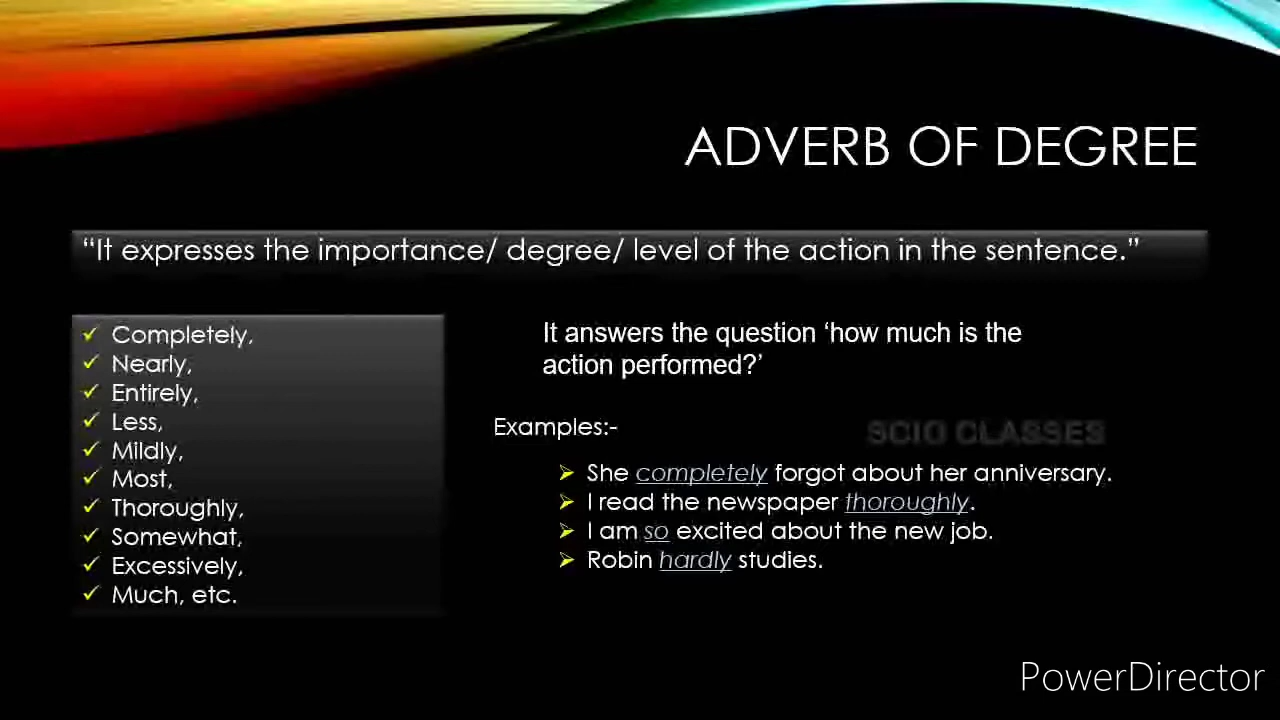 ADVERB OF DEGREE
“It expresses the importance/ degree/ level of the action in the sentence.”
Completely,
Nearly,
Entirely,
Less,
Mildly,
Most,
Thoroughly,
Somewhat,
Excessively,
Much, etc.
It answers the question ‘how much is the
action performed?’
Examples:-
SCIO CLASSES
She completely forgot about her anniversary.
I read the newspaper thoroughly.
I am so excited about the new job.
Robin hardly studies.
PowerDirector